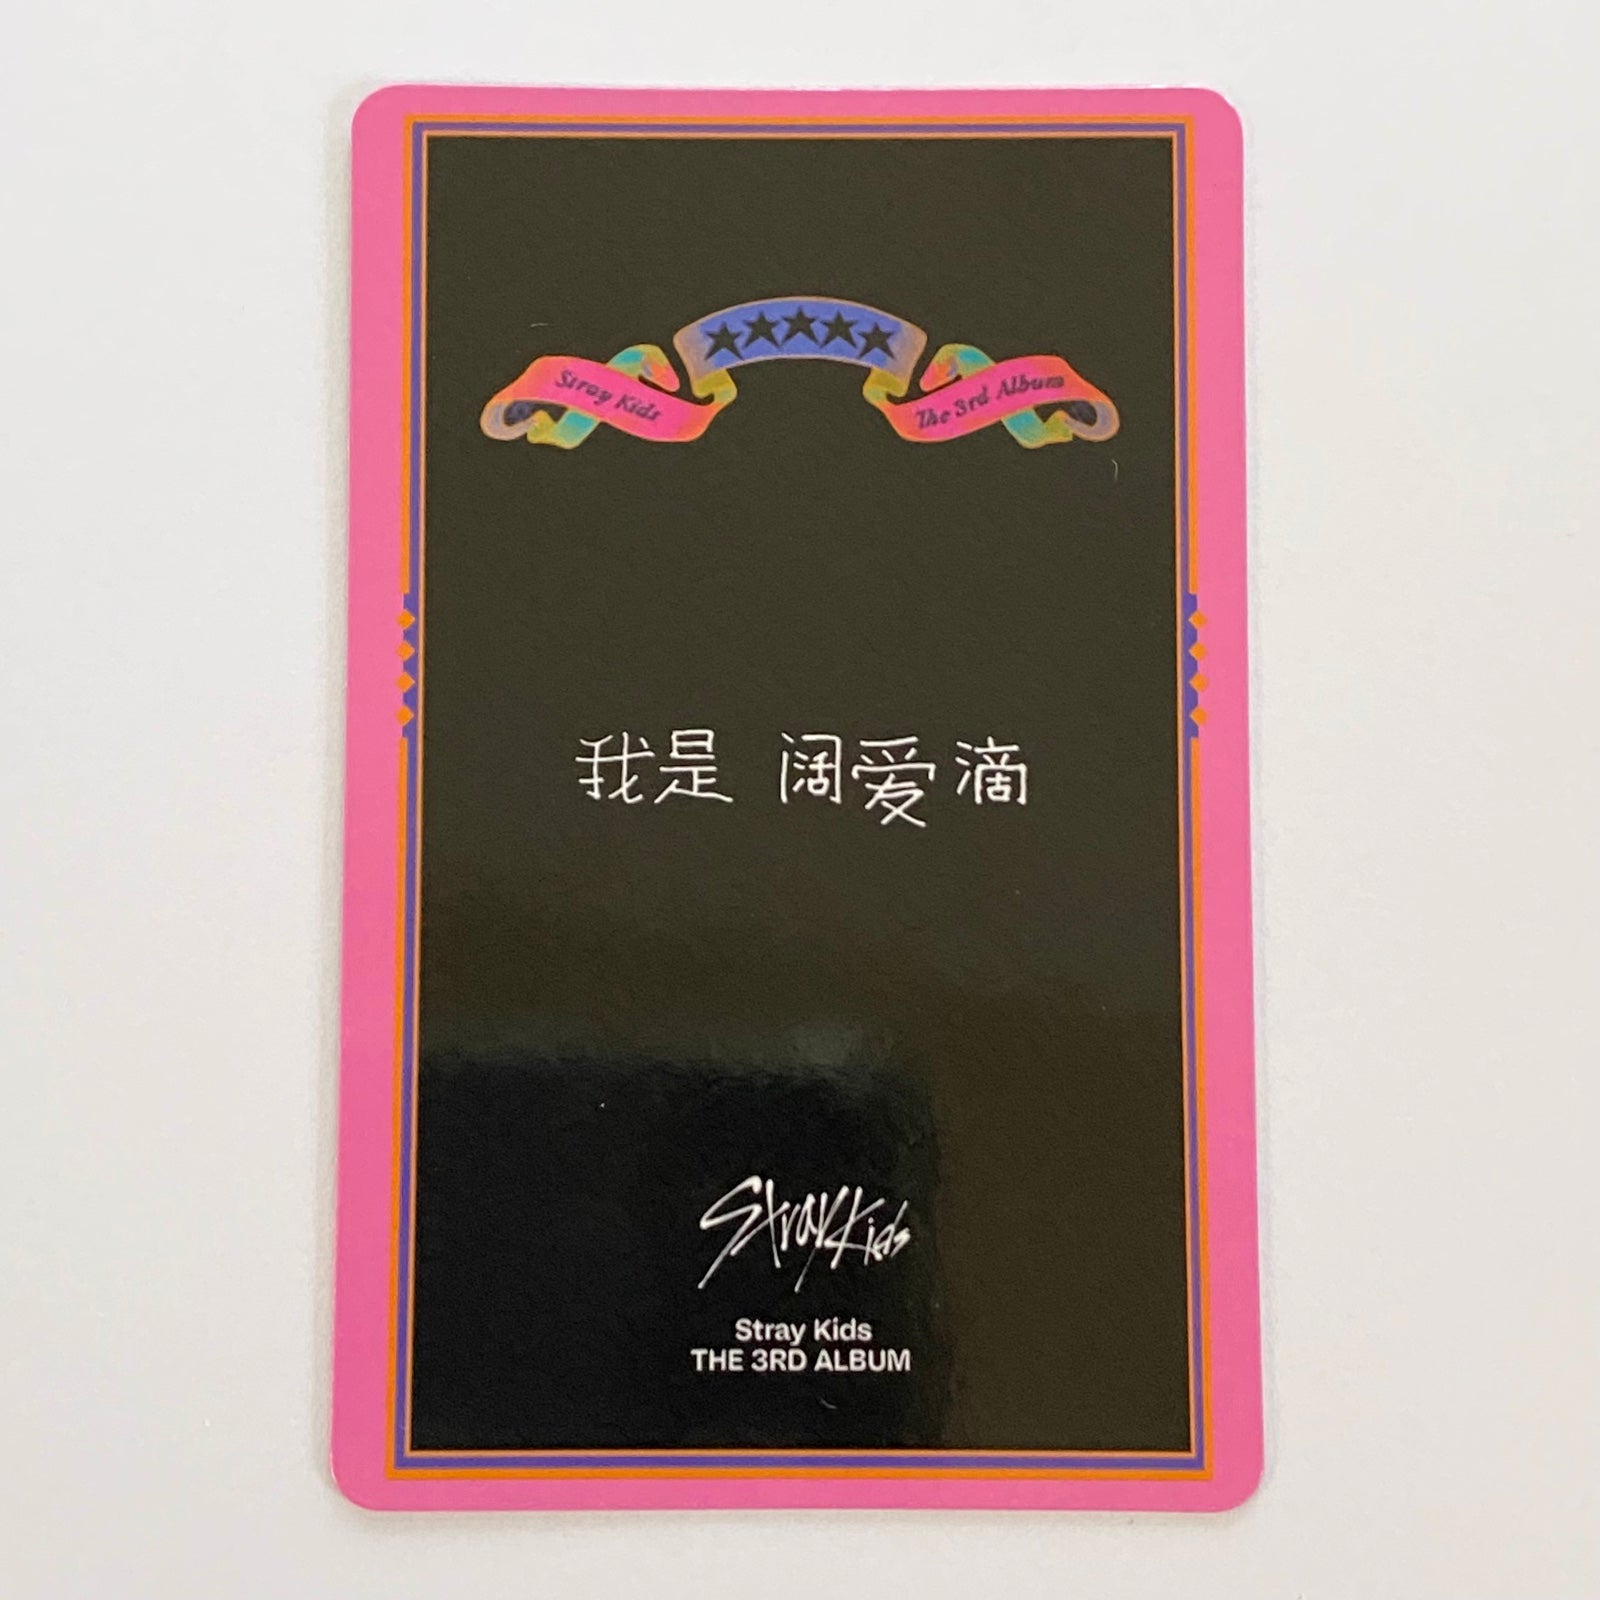 ★★★★★
Stray Kids
The 3rd Album
我是 阔爱滴
Stray Kids
Stray Kids
THE 3RD ALBUM